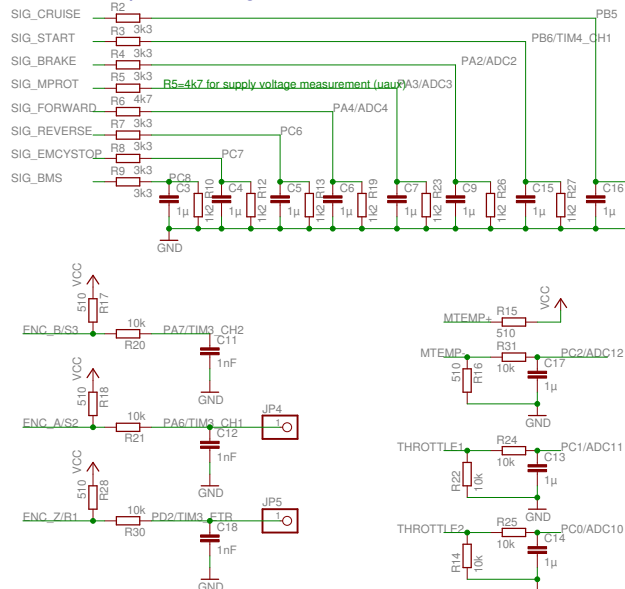 SIG_CRUISE R2 PB5
3k3
SIG_START R3 PB6/TIM4_CH1
3k3
SIG_BRAKE R4 PA2/ADC2
3k3
SIG_MPROT R5 R5=4k7 for supply voltage measurement (uaux) PA3/ADC3
4k7
SIG_FORWARD R6 PA4/ADC4
3k3
SIG_REVERSE R7 PC6
3k3
SIG_EMCYSTOP R8 PC7
3k3
SIG_BMS R9 PC8
3k3
C3 R10 C4 R12 C5 R13 C6 R19 C7 R23 C9 R26 C15 R27 C16
1µ 1k2 1µ 1k2 1µ 1k2 1µ 1k2 1µ 1k2 1µ 1k2 1µ 1k2 1µ
GND
VCC
510 R17
ENC_B/S3 10k R20 PA7/TIM3_CH2
C11
1nF
GND
VCC
510 R18
ENC_A/S2 10k R21 PA6/TIM3_CH1 JP4 1
C12
1nF
GND
VCC
510 R28
ENC_Z/R1 10k R30 PD2/TIM3_ETR JP5 1
C18
1nF
GND
MTEMP+ R15 VCC
510
MTEMP- R31 PC2/ADC12
10k
510 R16 C17
1µ
GND
THROTTLE1 R24 PC1/ADC11
10k
R22 10k C13
1µ
GND
THROTTLE2 R25 PC0/ADC10
10k
R14 10k C14
1µ